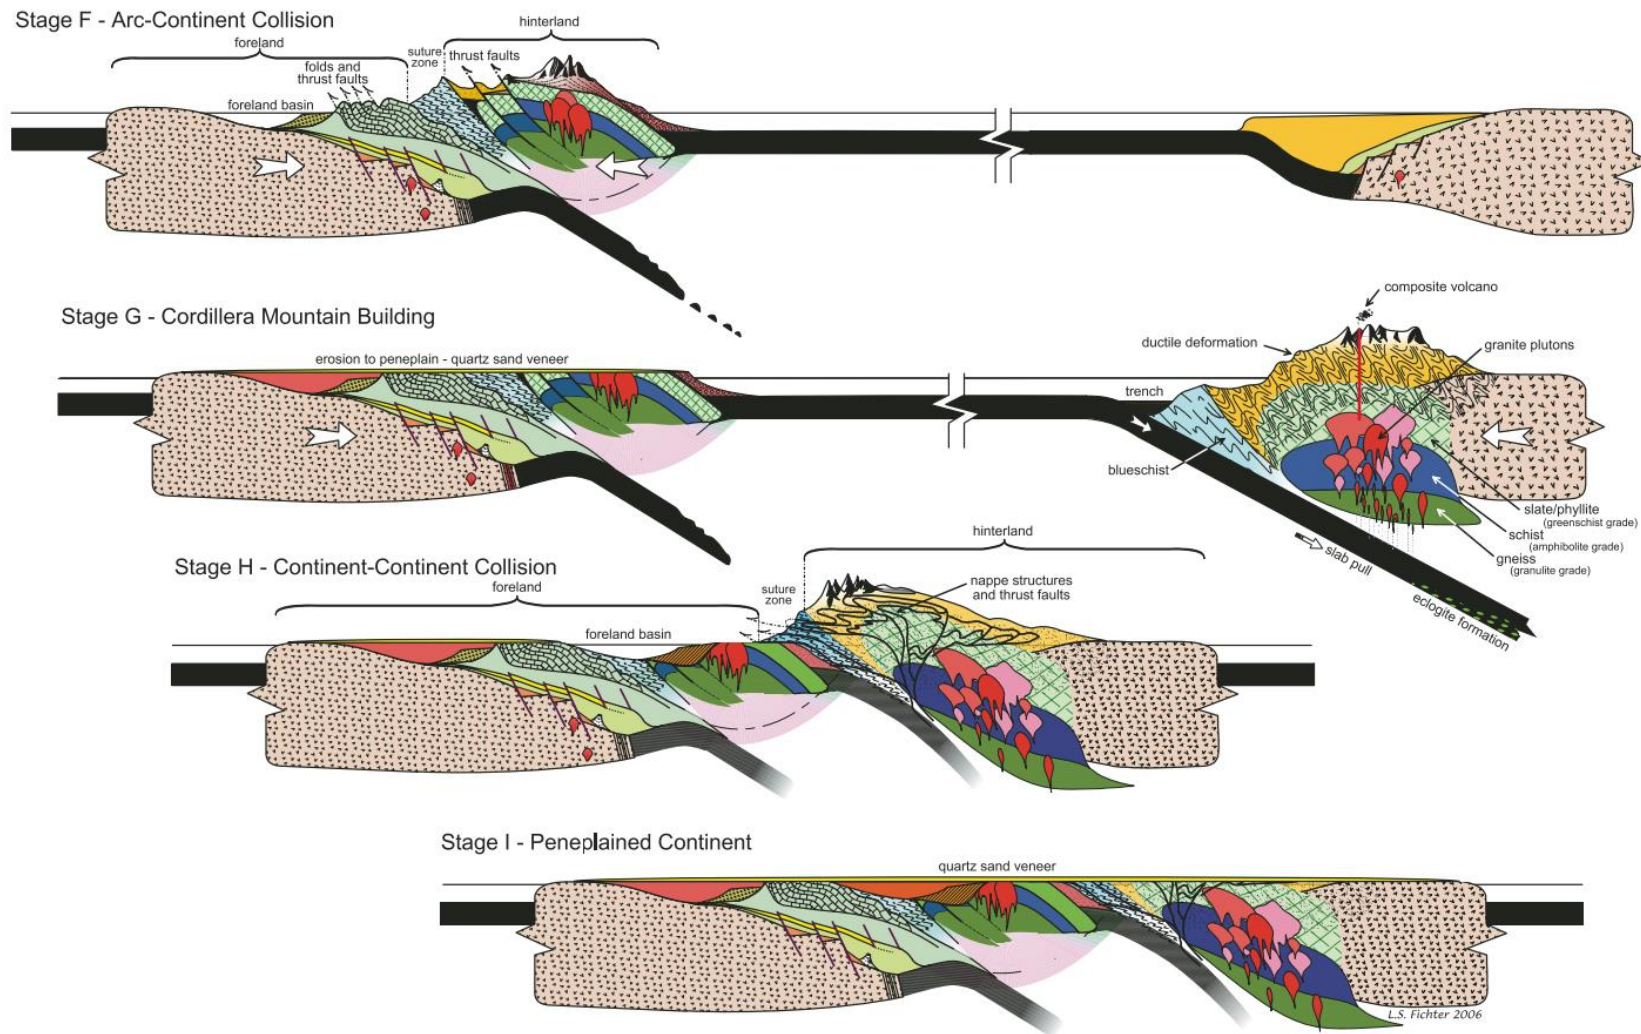 Stage F - Arc-Continent Collision
hinterland
foreland
suture
zone
thrust faults
folds and
thrust faults
foreland basin
Stage G - Cordillera Mountain Building
composite volcano
ductile deformation
granite plutons
erosion to peneplain - quartz sand veneer
trench
blueschist
slate/phyllite
(greenschist grade)
schist
(amphibolite grade)
gneiss
(granulite grade)
slab pull
eclogite formation
Stage H - Continent-Continent Collision
hinterland
foreland
suture
zone
nappe structures
and thrust faults
foreland basin
Stage I - Peneplained Continent
quartz sand veneer
L.S. Fichter 2006